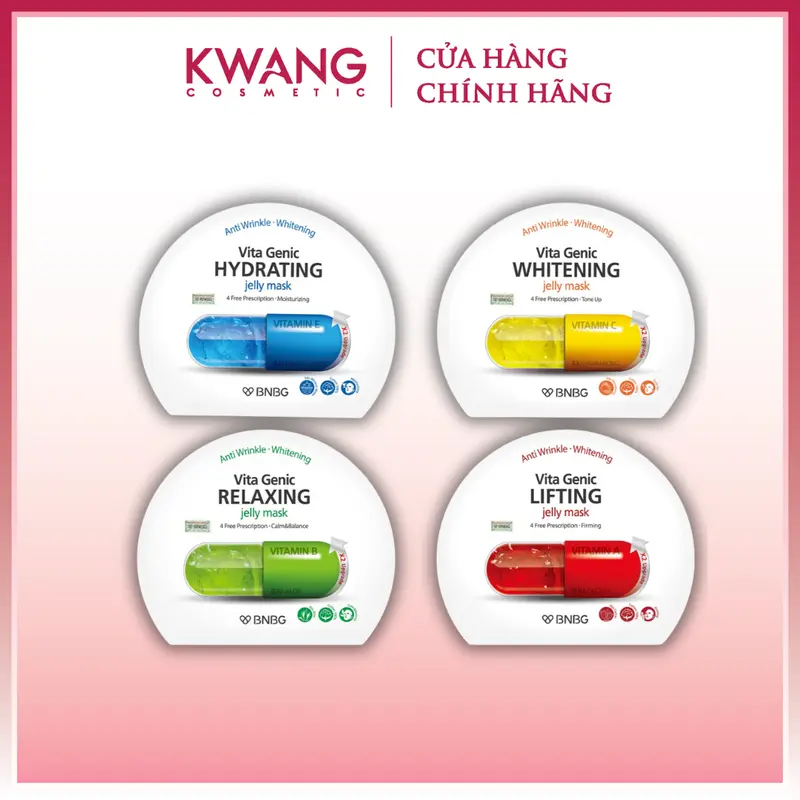 KWANG
COSMETIC
CỬA HÀNG
CHÍNH HÃNG
Anti Wrinkle · Whitening
Vita Genic
HYDRATING
jelly mask
4 Free Prescription · Moisturizing
VITAMIN E
BNBG
Anti Wrinkle · Whitening
Vita Genic
WHITENING
jelly mask
4 Free Prescription · Tone Up
VITAMIN C
BNBG
Anti Wrinkle · Whitening
Vita Genic
RELAXING
jelly mask
4 Free Prescription · Calm&Balance
VITAMIN B
BNBG
Anti Wrinkle · Whitening
Vita Genic
LIFTING
jelly mask
4 Free Prescription · Firming
VITAMIN A
BNBG